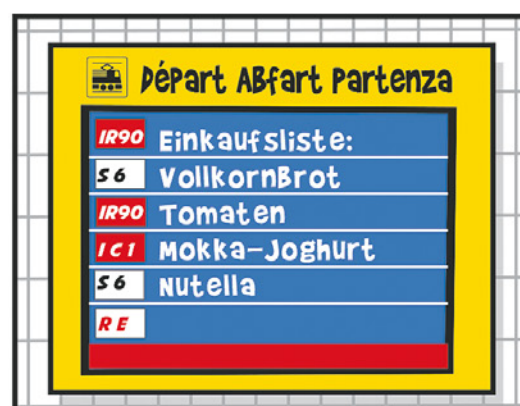 Départ ABfart Partenza
IR90 Einkaufsliste:
S6 VollkornBrot
IR90 Tomaten
IC1 Mokka-Joghurt
S6 Nutella
RE